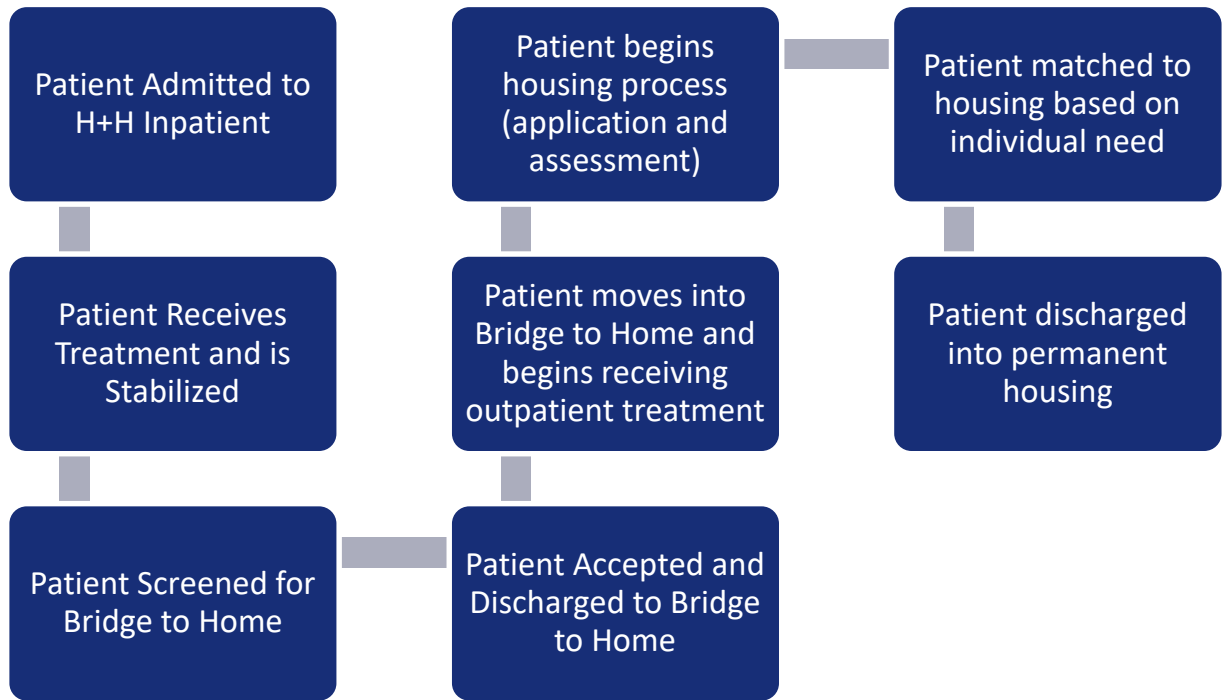 Patient Admitted to
H+H Inpatient
Patient Receives
Treatment and is
Stabilized
Patient Screened for
Bridge to Home
Patient Accepted and
Discharged to Bridge
to Home
Patient moves into
Bridge to Home and
begins receiving
outpatient treatment
Patient begins
housing process
(application and
assessment)
Patient matched to
housing based on
individual need
Patient discharged
into permanent
housing